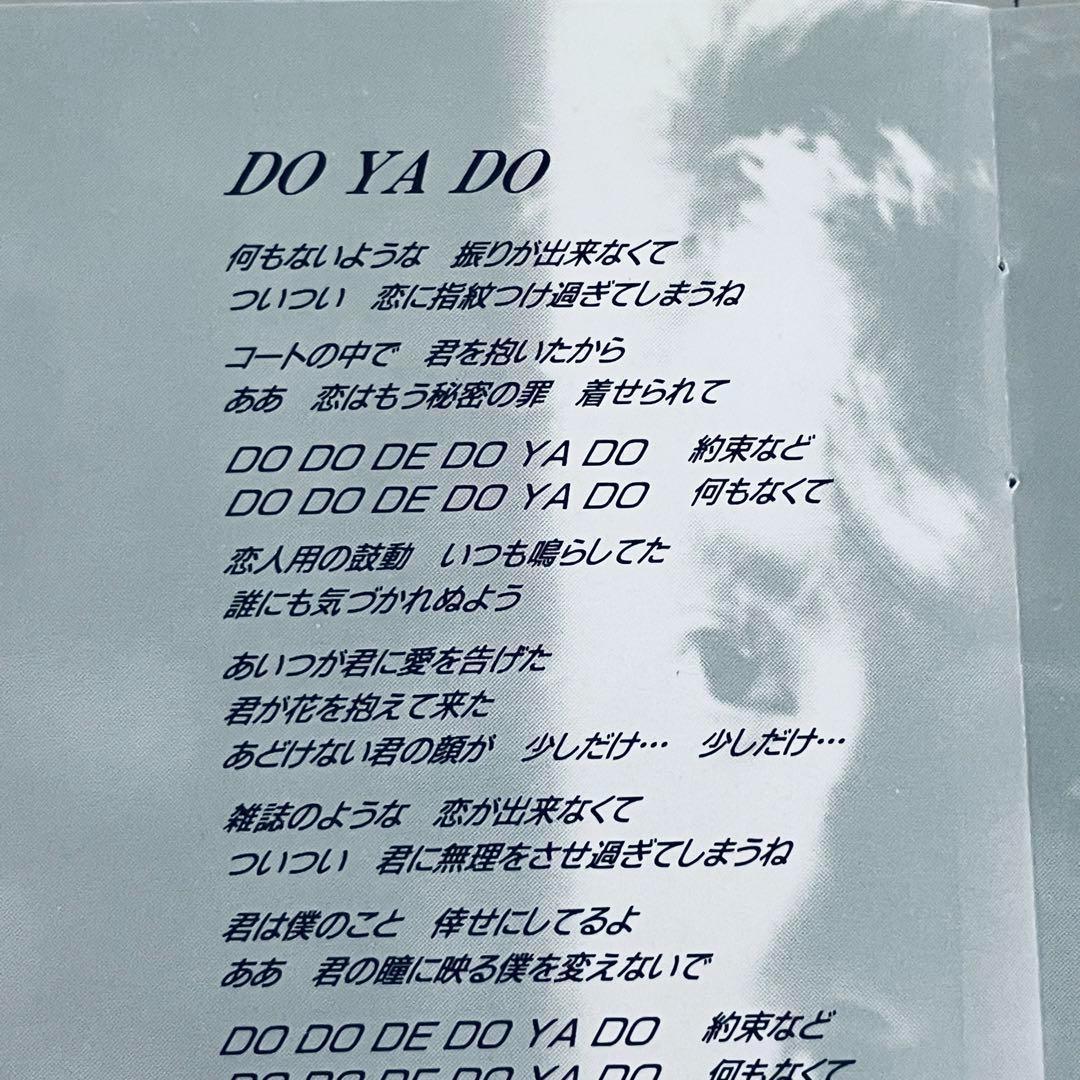 DO YA DO
何もないような　振りが出来なくて
ついつい　恋に指紋つけ過ぎてしまうね
コートの中で　君を抱いたから
ああ　恋はもう秘密の罪　着せられて
DO DO DE DO YA DO　約束など
DO DO DE DO YA DO　何もなくて
恋人用の鼓動　いつも鳴らしてた
誰にも気づかれぬよう
あいつが君に愛を告げた
君が花を抱えて来た
あどけない君の顔が　少しだけ…　少しだけ…
雑誌のような　恋が出来なくて
ついつい　君に無理をさせ過ぎてしまうね
君は僕のこと　倖せにしてるよ
ああ　君の瞳に映る僕を変えないで
DO DO DE DO YA DO　約束など
DO DO DE DO YA DO　何もなくて